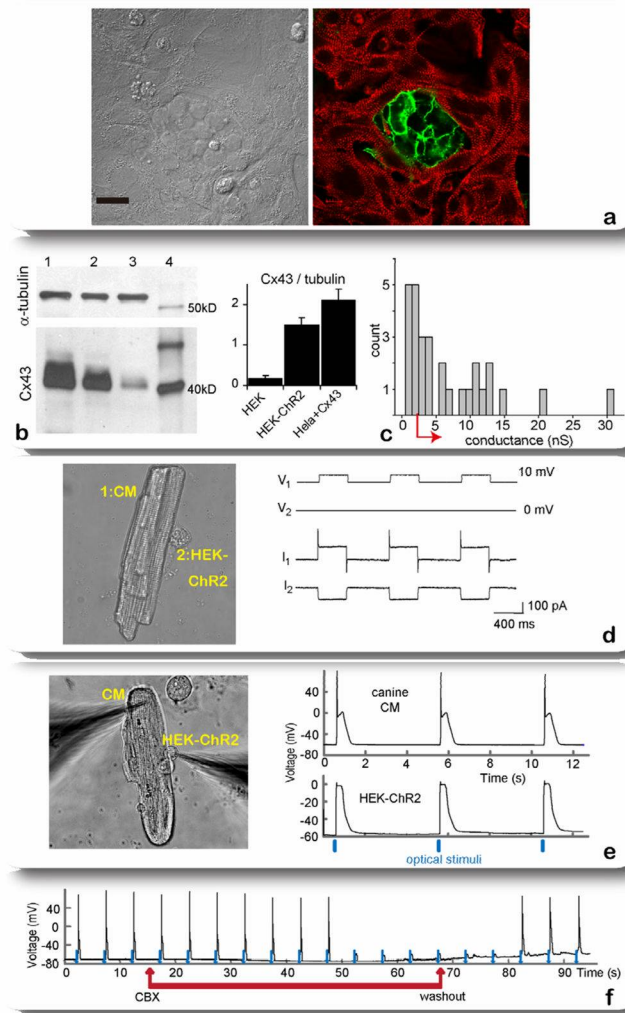 a
1 2 3 4
α-tubulin
50kD
Cx43
40kD
b
Cx43 / tubulin
2
1
0
HEK
HEK-ChR2
Hela+Cx43
count
5
3
1
0 5 10 15 20 25 30
conductance (nS)
c
1:CM
2:HEK-
ChR2
V1
10 mV
V2
0 mV
I1
I2
100 pA
400 ms
d
CM
HEK-ChR2
Voltage (mV)
40
0
-40
-80
canine
CM
0 2 4 6 8 10 12
Time (s)
Voltage (mV)
0
-20
-40
-60
HEK-ChR2
optical stimuli
e
Voltage (mV)
40
0
-40
-80
0 10 20 30 40 50 60 70 80 90 Time (s)
CBX
washout
f